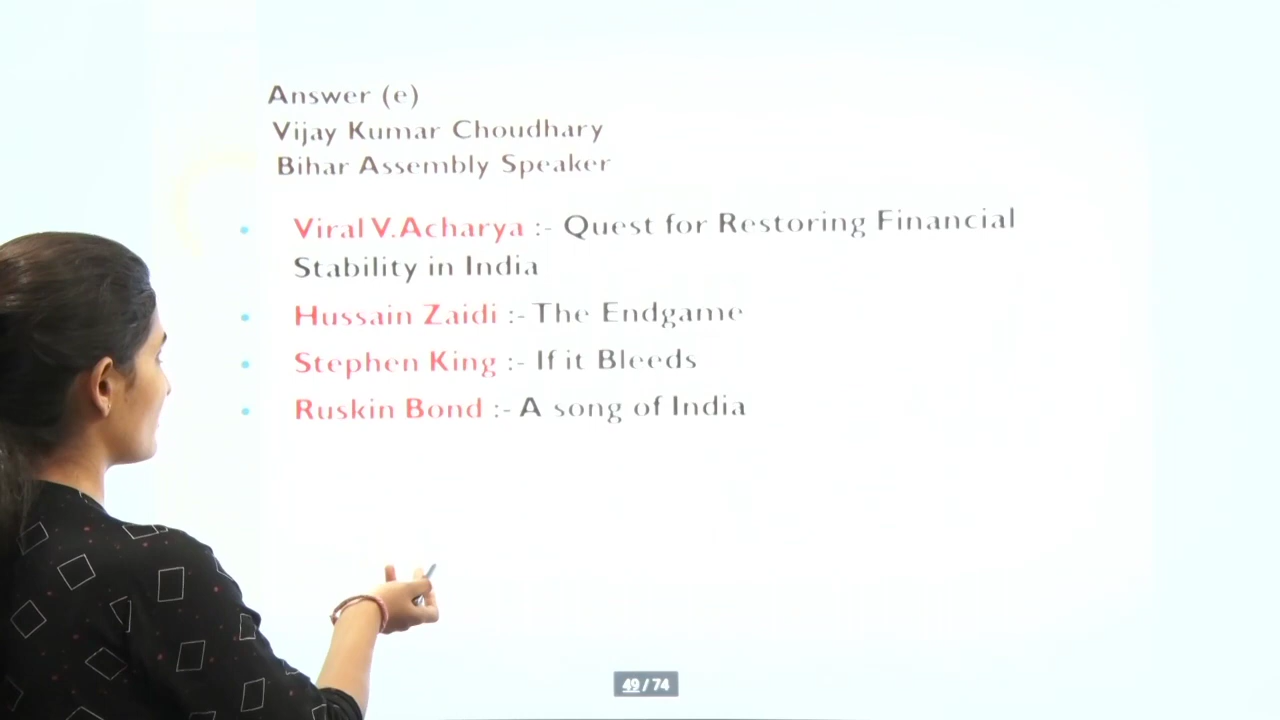 Answer (e)
Vijay Kumar Choudhary
Bihar Assembly Speaker
Viral V.Acharya :- Quest for Restoring Financial
Stability in India
Hussain Zaidi :- The Endgame
Stephen King :- If it Bleeds
Ruskin Bond :- A song of India
49 / 74